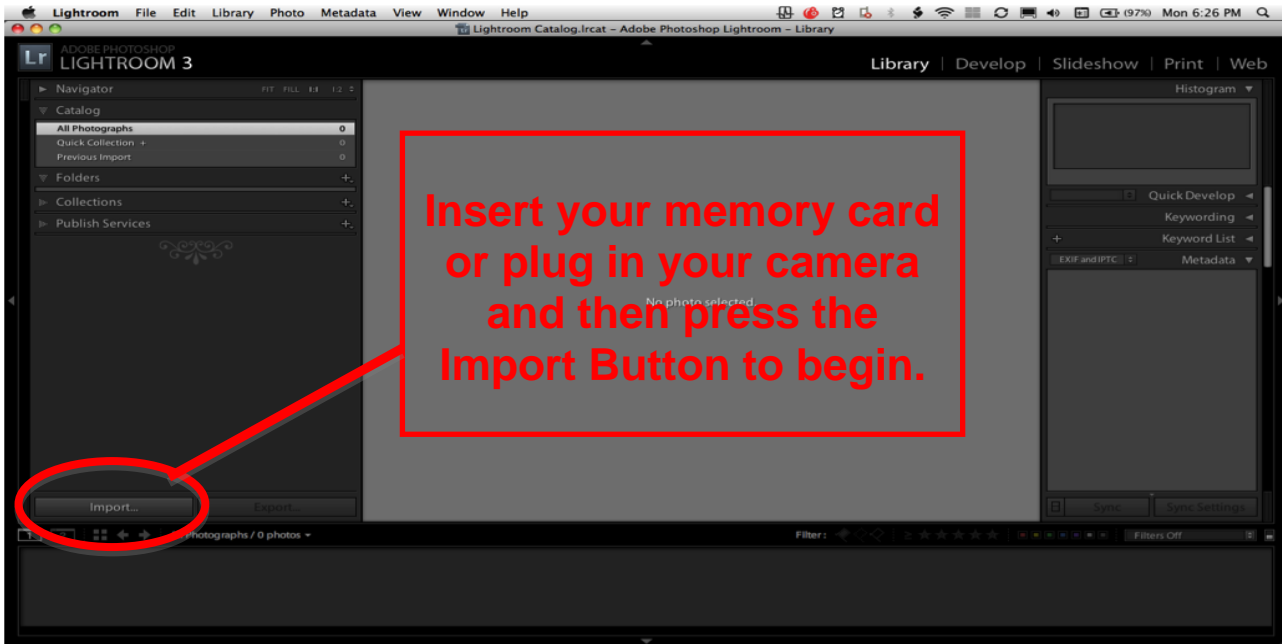 Lightroom File Edit Library Photo Metadata View Window Help (97%) Mon 6:26 PM
Lightroom Catalog.lrcat – Adobe Photoshop Lightroom – Library
Lr ADOBE PHOTOSHOP
LIGHTROOM 3
Library | Develop | Slideshow | Print | Web
Navigator FIT FILL 1:1 1:2
Catalog
All Photographs 0
Quick Collection + 0
Previous Import 0
Folders +
Collections +
Publish Services +
Insert your memory card
or plug in your camera
No photo selected.
and then press the
Import Button to begin.
Histogram
Quick Develop
Keywording
+ Keyword List
EXIF and IPTC Metadata
Import... Export...
Sync Sync Settings
1 2 Photographs / 0 photos
Filter: Filters Off